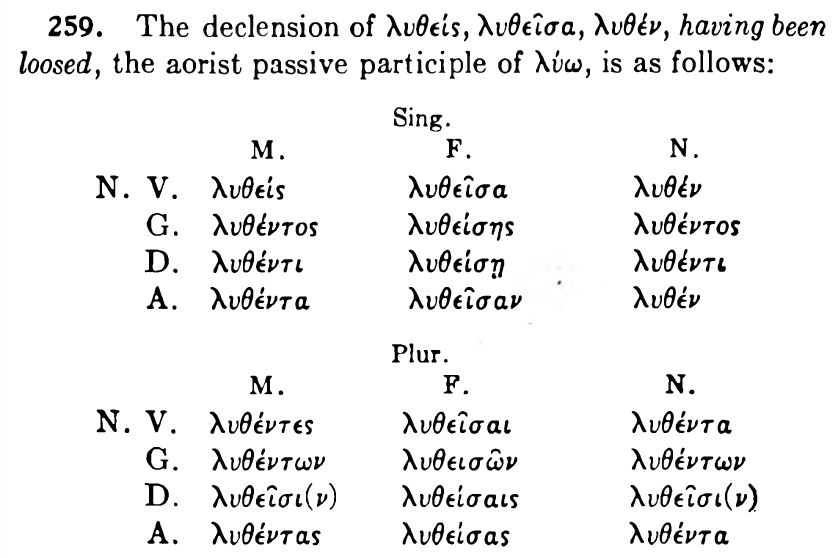 259. The declension of λυθείς, λυθεῖσα, λυθέν, having been
loosed, the aorist passive participle of λύω, is as follows:
Sing.
M. F. N.
N. V. λυθείς λυθεῖσα λυθέν
G. λυθέντος λυθείσης λυθέντος
D. λυθέντι λυθείσῃ λυθέντι
A. λυθέντα λυθεῖσαν λυθέν
Plur.
M. F. N.
N. V. λυθέντες λυθεῖσαι λυθέντα
G. λυθέντων λυθεισῶν λυθέντων
D. λυθεῖσι(ν) λυθείσαις λυθεῖσι(ν)
A. λυθέντας λυθείσας λυθέντα